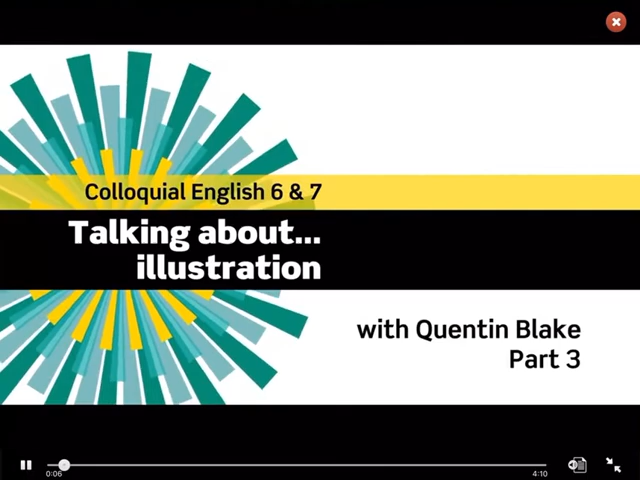 Colloquial English 6 & 7
Talking about...
illustration
with Quentin Blake
Part 3
0:06
4:10